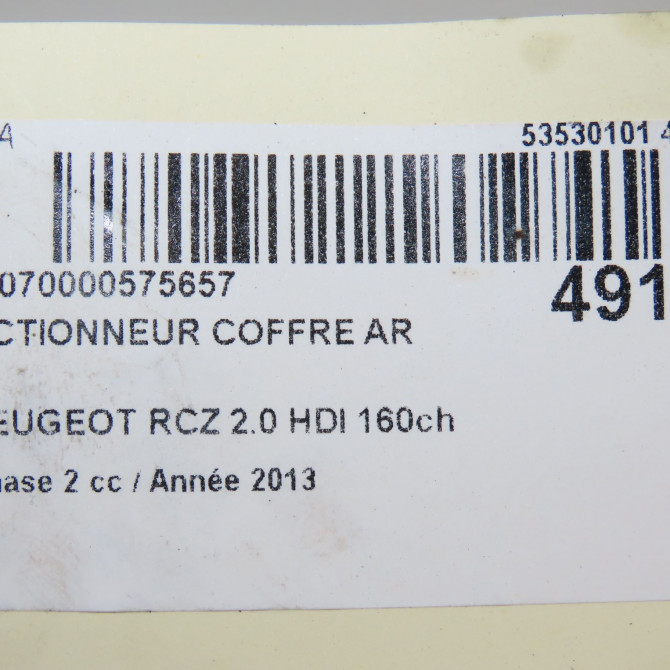 A 53530101 4
070000575657
491
CTIONNEUR COFFRE AR
EUGEOT RCZ 2.0 HDI 160ch
hase 2 cc / Année 2013